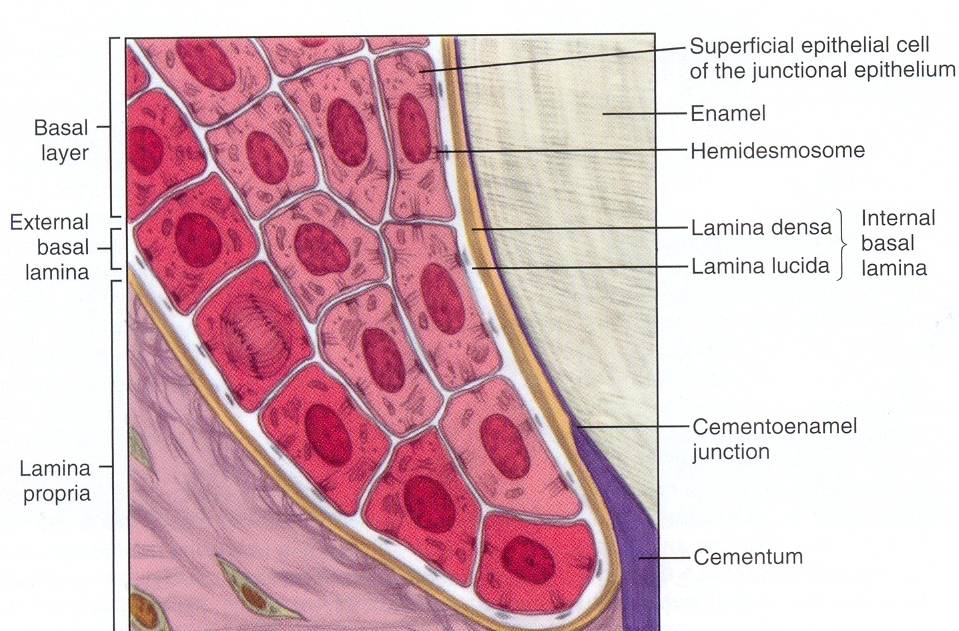 Basal
layer
External
basal
lamina
Lamina
propria
Superficial epithelial cell
of the junctional epithelium
Enamel
Hemidesmosome
Lamina densa
Lamina lucida
Internal
basal
lamina
Cementoenamel
junction
Cementum